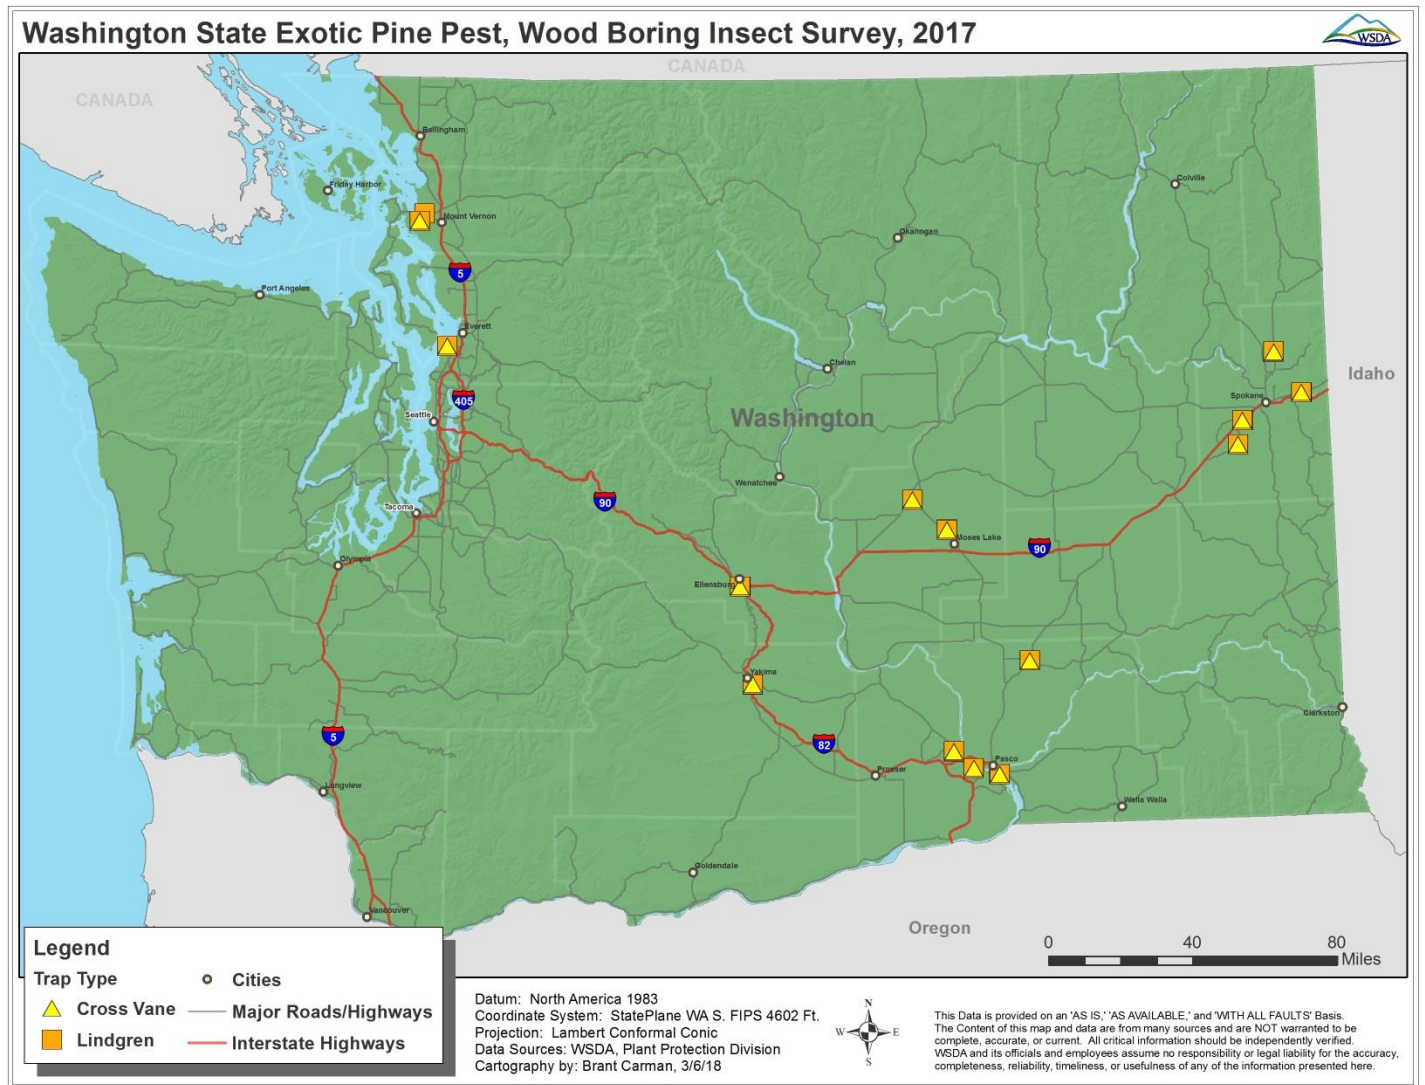 Washington State Exotic Pine Pest, Wood Boring Insect Survey, 2017
WSDA
CANADA
CANADA
Bellingham
Friday Harbor
Mount Vernon
Colville
Okanogan
5
Port Angeles
Everett
Chelan
Idaho
405
Spokane
Seattle
Washington
Wenatchee
90
Tacoma
Moses Lake
90
Olympia
Ellensburg
Yakima
Clarkston
5
82
Pasco
Prosser
Longview
Walla Walla
Goldendale
Vancouver
Oregon
0 40 80
Miles
Legend
Trap Type
Cross Vane
Lindgren
Cities
Major Roads/Highways
Interstate Highways
Datum: North America 1983
Coordinate System: StatePlane WA S. FIPS 4602 Ft.
Projection: Lambert Conformal Conic
Data Sources: WSDA, Plant Protection Division
Cartography by: Brant Carman, 3/6/18
N
W E
S
This Data is provided on an 'AS IS,' 'AS AVAILABLE,' and 'WITH ALL FAULTS' Basis.
The Content of this map and data are from many sources and are NOT warranted to be
complete, accurate, or current. All critical information should be independently verified.
WSDA and its officials and employees assume no responsibility or legal liability for the accuracy,
completeness, reliability, timeliness, or usefulness of any of the information presented here.